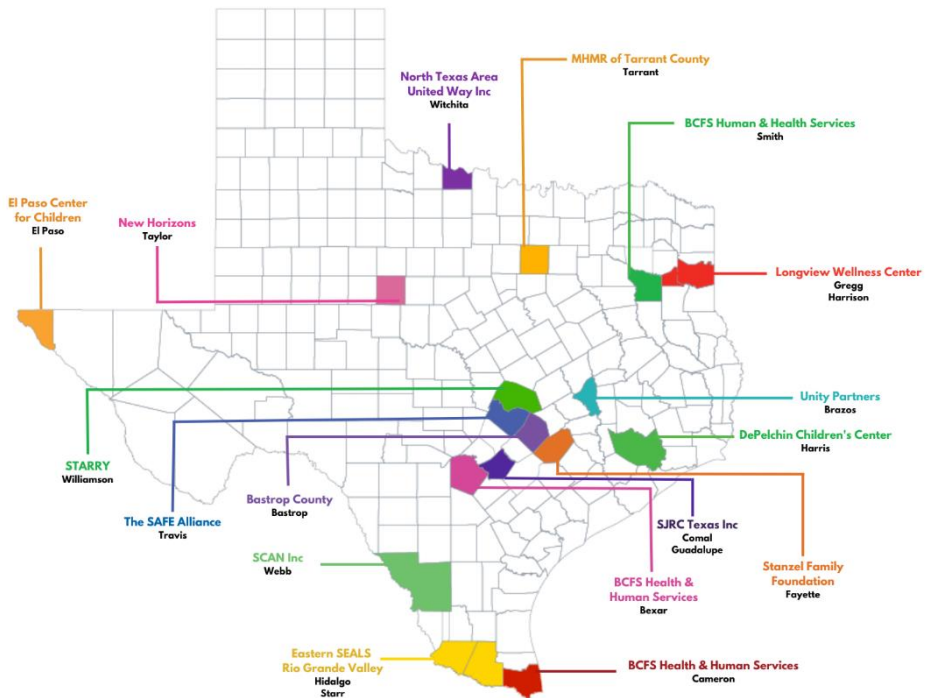 MHMR of Tarrant County
Tarrant
North Texas Area
United Way Inc
Witchita
BCFS Human & Health Services
Smith
El Paso Center
for Children
El Paso
New Horizons
Taylor
Longview Wellness Center
Gregg
Harrison
Unity Partners
Brazos
DePelchin Children's Center
Harris
STARRY
Williamson
Bastrop County
Bastrop
The SAFE Alliance
Travis
SJRC Texas Inc
Comal
Guadalupe
SCAN Inc
Webb
BCFS Health &
Human Services
Bexar
Stanzel Family
Foundation
Fayette
Eastern SEALS
Rio Grande Valley
Hidalgo
Starr
BCFS Health & Human Services
Cameron